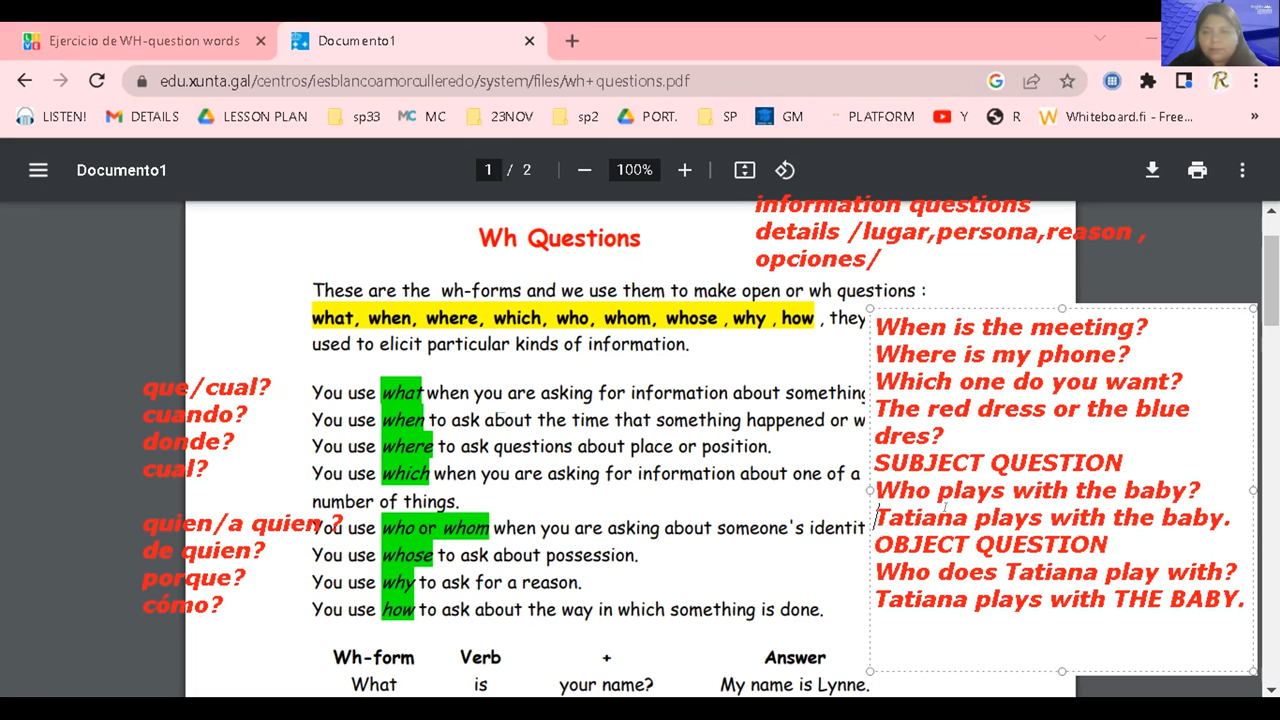 Ejercicio de WH-question words
Documento1
edu.xunta.gal/centros/iesblancoamorculleredo/system/files/wh+questions.pdf
LISTEN! DETAILS LESSON PLAN sp33 MC MC 23NOV sp2 PORT. SP GM PLATFORM Y R Whiteboard.fi - Free...
Documento1 1 / 2 100%
information questions
details /lugar,persona,reason ,
opciones/
Wh Questions
These are the wh-forms and we use them to make open or wh questions :
what, when, where, which, who, whom, whose , why , how , they
used to elicit particular kinds of information.
You use what when you are asking for information about something
You use when to ask about the time that something happened or w
You use where to ask questions about place or position.
You use which when you are asking for information about one of a
number of things.
You use who or whom when you are asking about someone's identit
You use whose to ask about possession.
You use why to ask for a reason.
You use how to ask about the way in which something is done.
Wh-form Verb + Answer
What is your name? My name is Lynne.
que/cual?
cuando?
donde?
cual?
quien/a quien ?
de quien?
porque?
cómo?
When is the meeting?
Where is my phone?
Which one do you want?
The red dress or the blue
dres?
SUBJECT QUESTION
Who plays with the baby?
Tatiana plays with the baby.
OBJECT QUESTION
Who does Tatiana play with?
Tatiana plays with THE BABY.